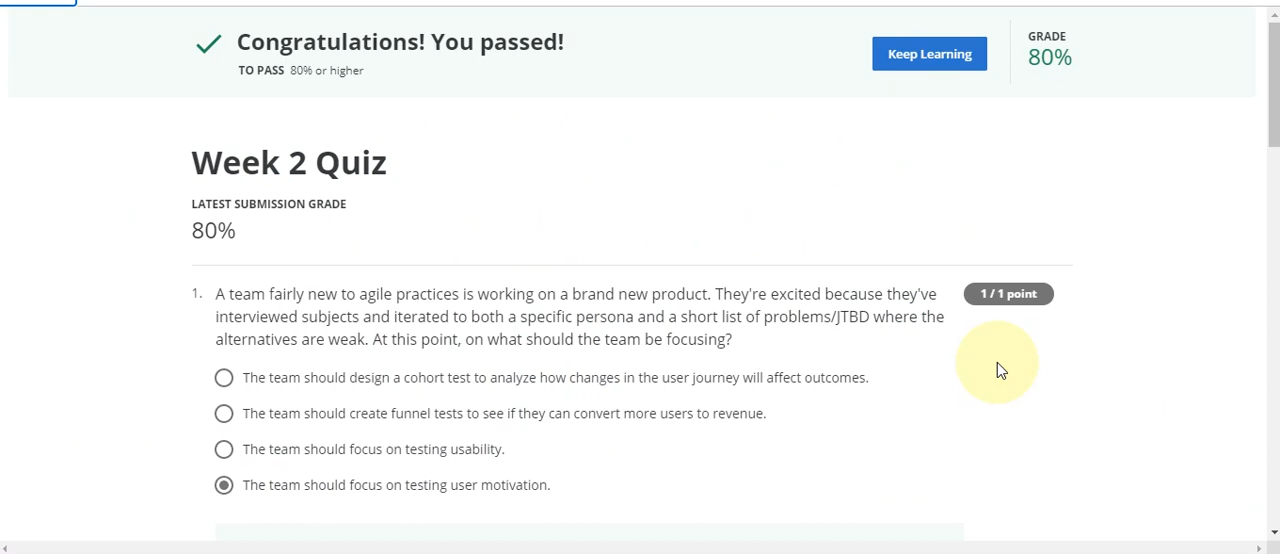 Congratulations! You passed!
TO PASS 80% or higher
Keep Learning
GRADE
80%
Week 2 Quiz
LATEST SUBMISSION GRADE
80%
1. A team fairly new to agile practices is working on a brand new product. They're excited because they've
interviewed subjects and iterated to both a specific persona and a short list of problems/JTBD where the
alternatives are weak. At this point, on what should the team be focusing?
1 / 1 point
The team should design a cohort test to analyze how changes in the user journey will affect outcomes.
The team should create funnel tests to see if they can convert more users to revenue.
The team should focus on testing usability.
The team should focus on testing user motivation.